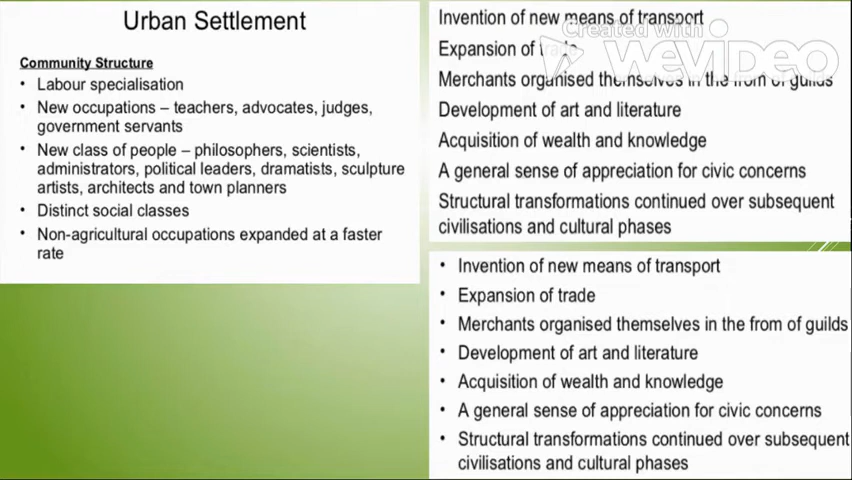 Urban Settlement
Community Structure
• Labour specialisation
• New occupations – teachers, advocates, judges,
government servants
• New class of people – philosophers, scientists,
administrators, political leaders, dramatists, sculpture
artists, architects and town planners
• Distinct social classes
• Non-agricultural occupations expanded at a faster
rate
Invention of new means of transport
Created with
Expansion of trade
WeVideo
Merchants organised themselves in the from of guilds
Development of art and literature
Acquisition of wealth and knowledge
A general sense of appreciation for civic concerns
Structural transformations continued over subsequent
civilisations and cultural phases
• Invention of new means of transport
• Expansion of trade
• Merchants organised themselves in the from of guilds
• Development of art and literature
• Acquisition of wealth and knowledge
• A general sense of appreciation for civic concerns
• Structural transformations continued over subsequent
civilisations and cultural phases